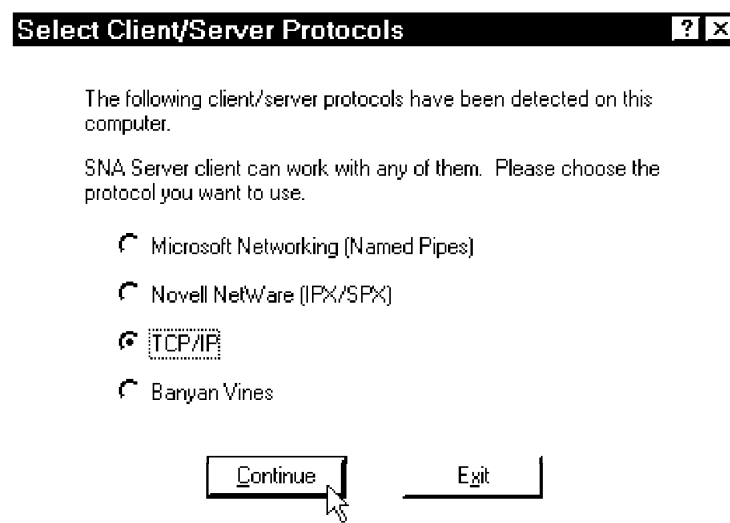 Select Client/Server Protocols
? ×
The following client/server protocols have been detected on this
computer.
SNA Server client can work with any of them. Please choose the
protocol you want to use.
Microsoft Networking (Named Pipes)
Novell NetWare (IPX/SPX)
TCP/IP
Banyan Vines
Continue
Exit